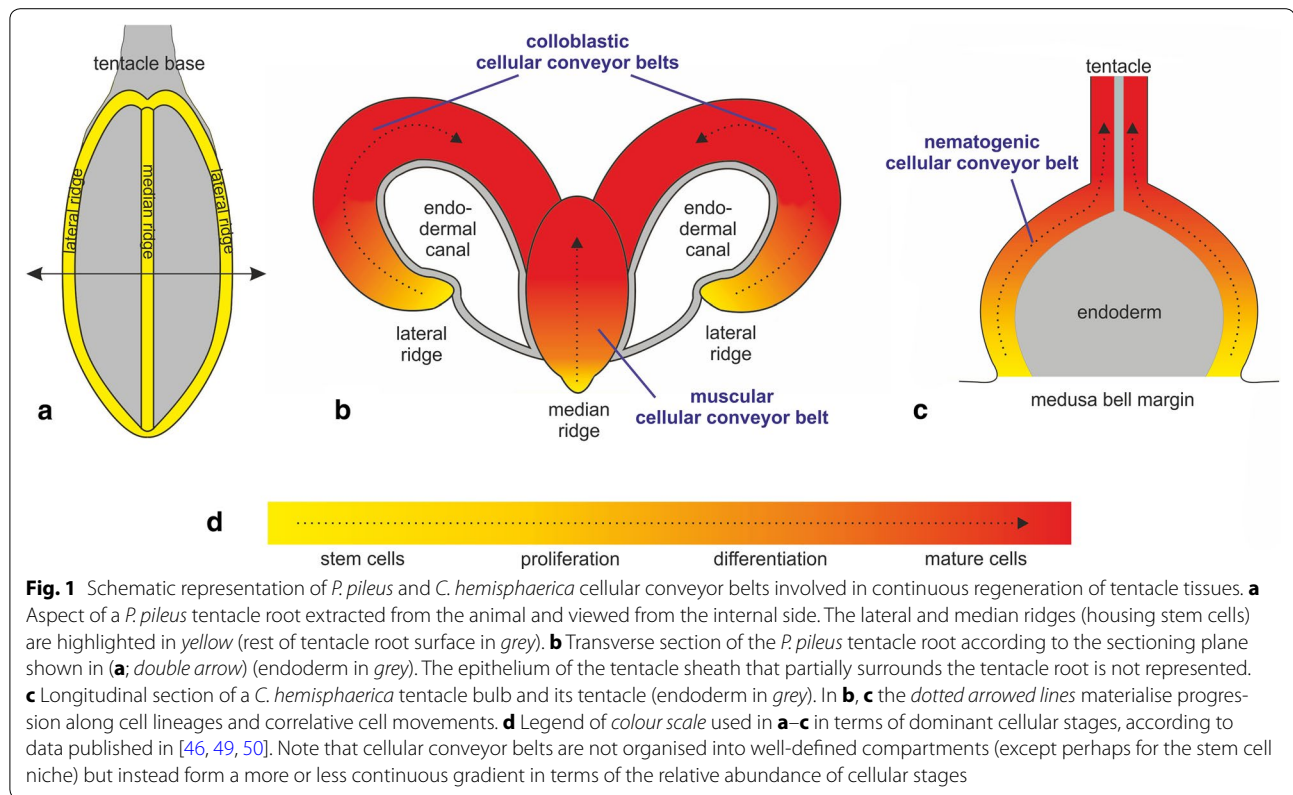 tentacle base
lateral ridge
median ridge
lateral ridge
a
colloblastic
cellular conveyor belts
endo-
dermal
canal
endo-
dermal
canal
lateral
ridge
lateral
ridge
median
ridge
muscular
cellular conveyor belt
b
tentacle
nematogenic
cellular conveyor belt
endoderm
medusa bell margin
c
d
stem cells proliferation differentiation mature cells
Fig. 1 Schematic representation of P. pileus and C. hemisphaerica cellular conveyor belts involved in continuous regeneration of tentacle tissues. a
Aspect of a P. pileus tentacle root extracted from the animal and viewed from the internal side. The lateral and median ridges (housing stem cells)
are highlighted in yellow (rest of tentacle root surface in grey). b Transverse section of the P. pileus tentacle root according to the sectioning plane
shown in (a; double arrow) (endoderm in grey). The epithelium of the tentacle sheath that partially surrounds the tentacle root is not represented.
c Longitudinal section of a C. hemisphaerica tentacle bulb and its tentacle (endoderm in grey). In b, c the dotted arrowed lines materialise progres-
sion along cell lineages and correlative cell movements. d Legend of colour scale used in a–c in terms of dominant cellular stages, according to
data published in [46, 49, 50]. Note that cellular conveyor belts are not organised into well-defined compartments (except perhaps for the stem cell
niche) but instead form a more or less continuous gradient in terms of the relative abundance of cellular stages